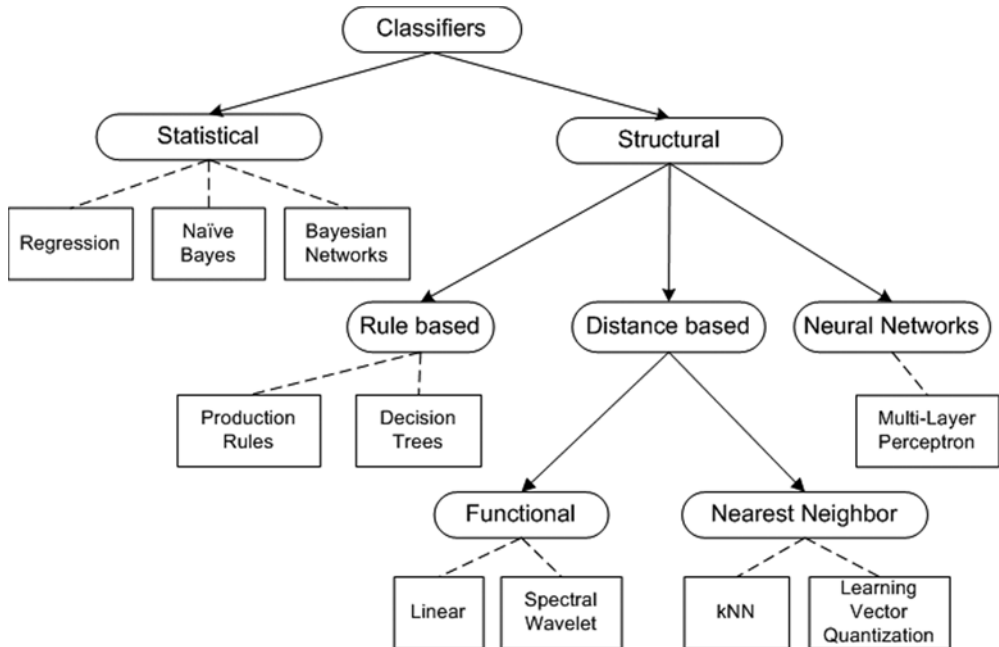 Classifiers
Statistical
Structural
Regression
Naïve
Bayes
Bayesian
Networks
Rule based
Distance based
Neural Networks
Production
Rules
Decision
Trees
Multi-Layer
Perceptron
Functional
Nearest Neighbor
Linear
Spectral
Wavelet
kNN
Learning
Vector
Quantization